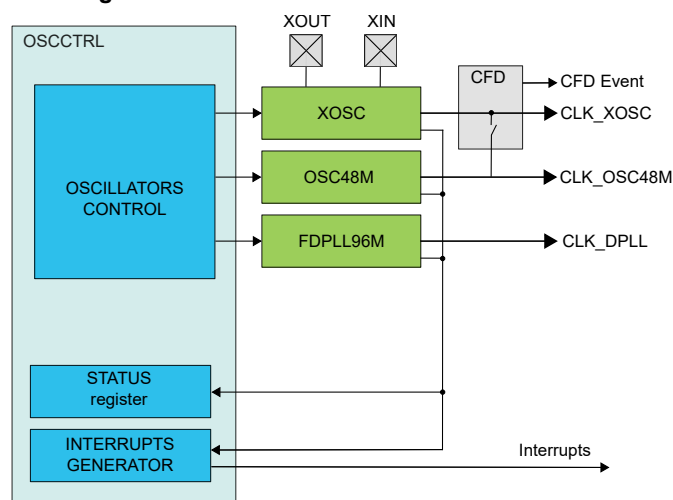 XOUT
XIN
OSCCTRL
OSCILLATORS
CONTROL
XOSC
CFD
CFD Event
CLK_XOSC
OSC48M
CLK_OSC48M
FDPLL96M
CLK_DPLL
STATUS
register
INTERRUPTS
GENERATOR
Interrupts